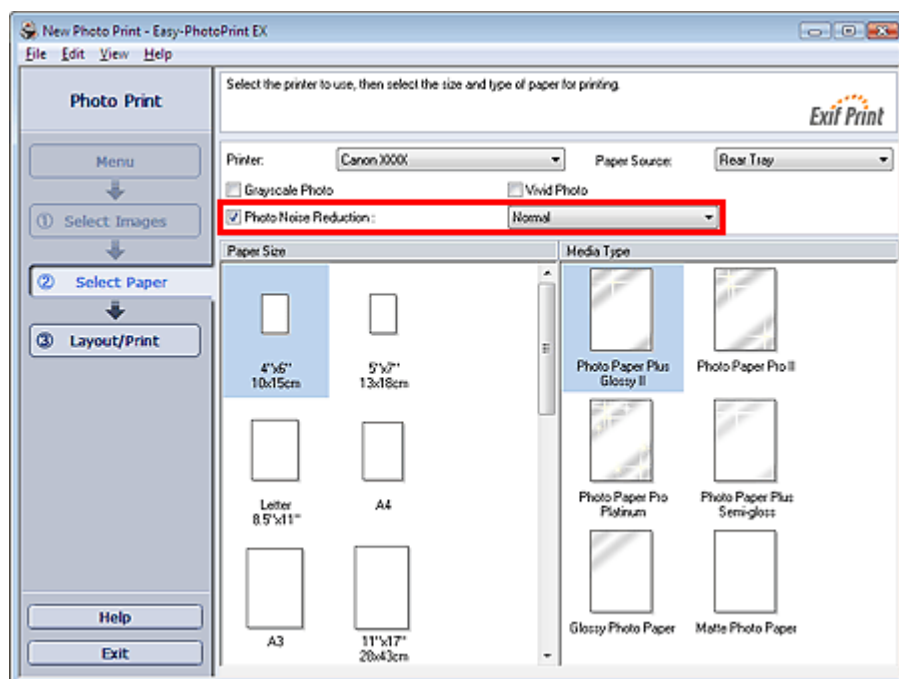 New Photo Print - Easy-PhotoPrint EX
File Edit View Help
Photo Print
Select the printer to use, then select the size and type of paper for printing.
Exif Print
Menu
① Select Images
② Select Paper
③ Layout/Print
Help
Exit
Printer: Canon XXXX Paper Source: Rear Tray
Grayscale Photo Vivid Photo
Photo Noise Reduction : Normal
Paper Size
4"x6"
10x15cm
5"x7"
13x18cm
Letter
8.5"x11"
A4
A3
11"x17"
28x43cm
Media Type
Photo Paper Plus
Glossy II
Photo Paper Pro II
Photo Paper Pro
Platinum
Photo Paper Plus
Semi-gloss
Glossy Photo Paper
Matte Photo Paper